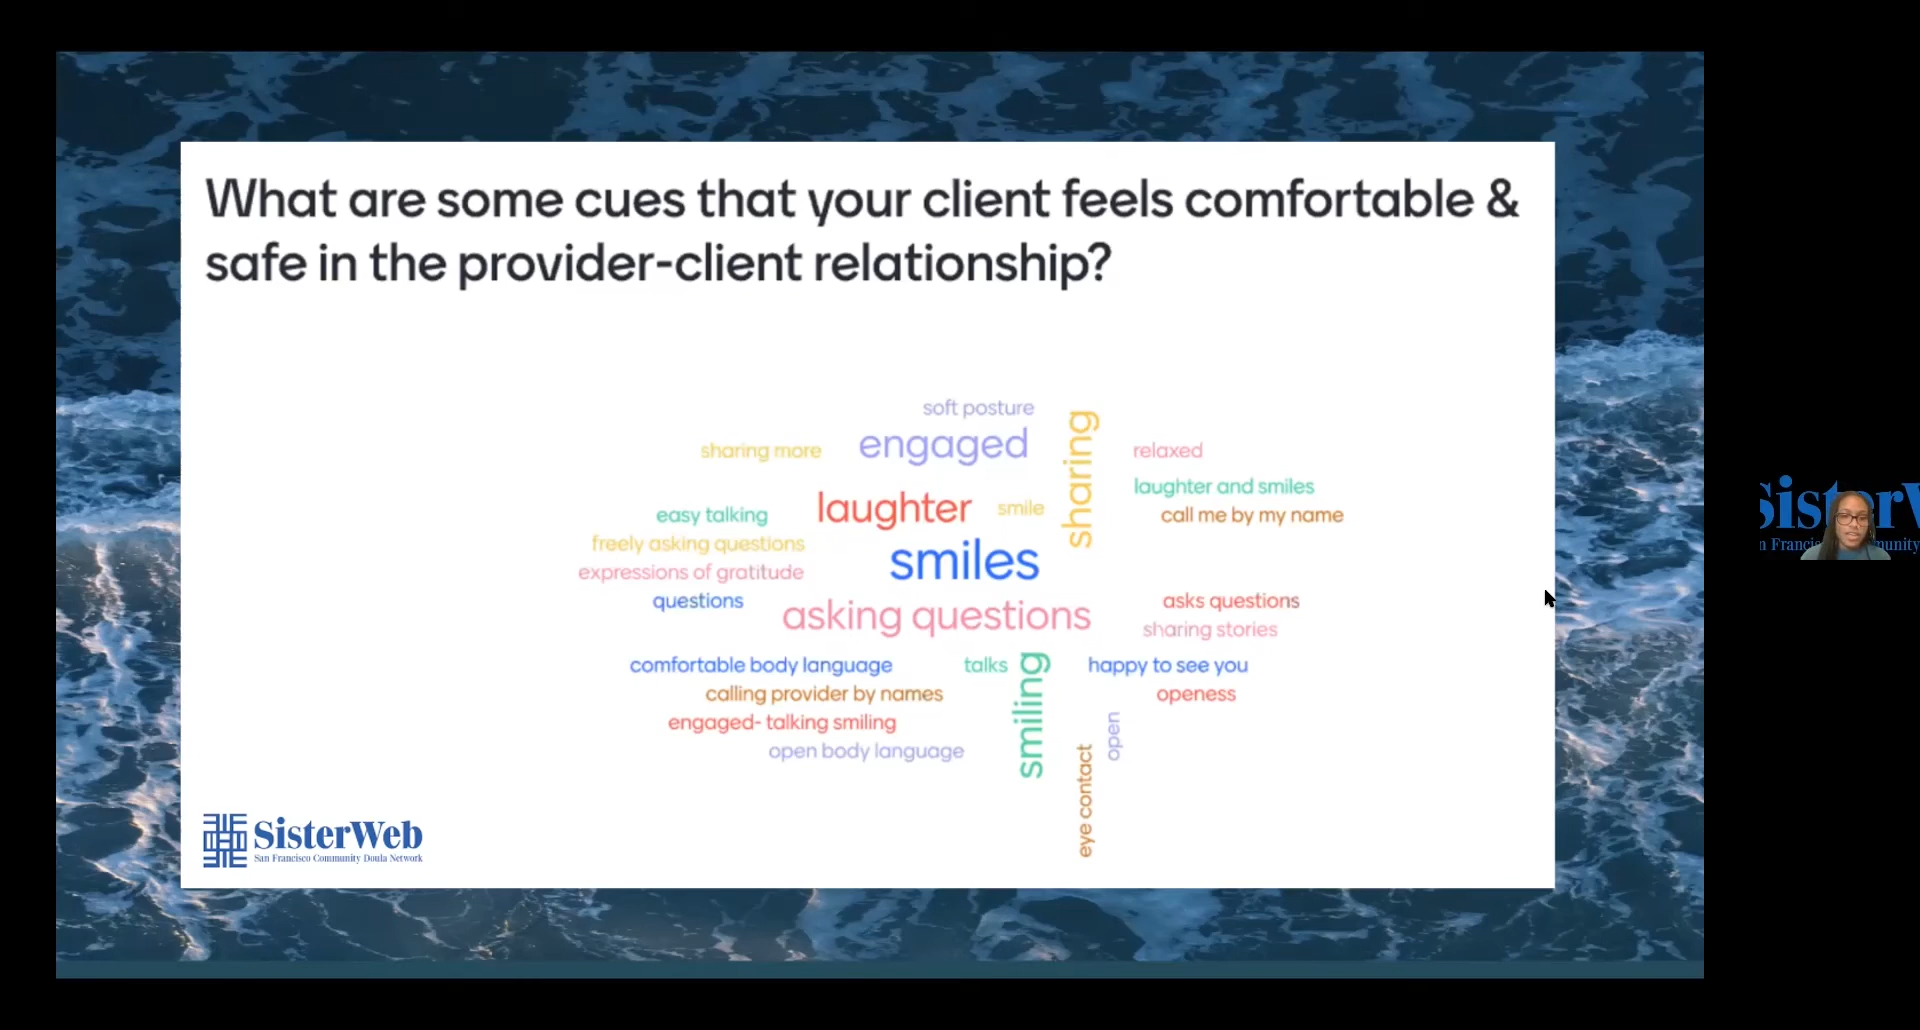 What are some cues that your client feels comfortable &
safe in the provider-client relationship?
soft posture
engaged
sharing
sharing more
relaxed
laughter and smiles
laughter
smile
easy talking
call me by my name
freely asking questions
smiles
expressions of gratitude
questions
asking questions
asks questions
sharing stories
comfortable body language
talks
smiling
happy to see you
calling provider by names
openess
engaged- talking smiling
open
open body language
eye contact
SisterWeb
San Francisco Community Doula Network